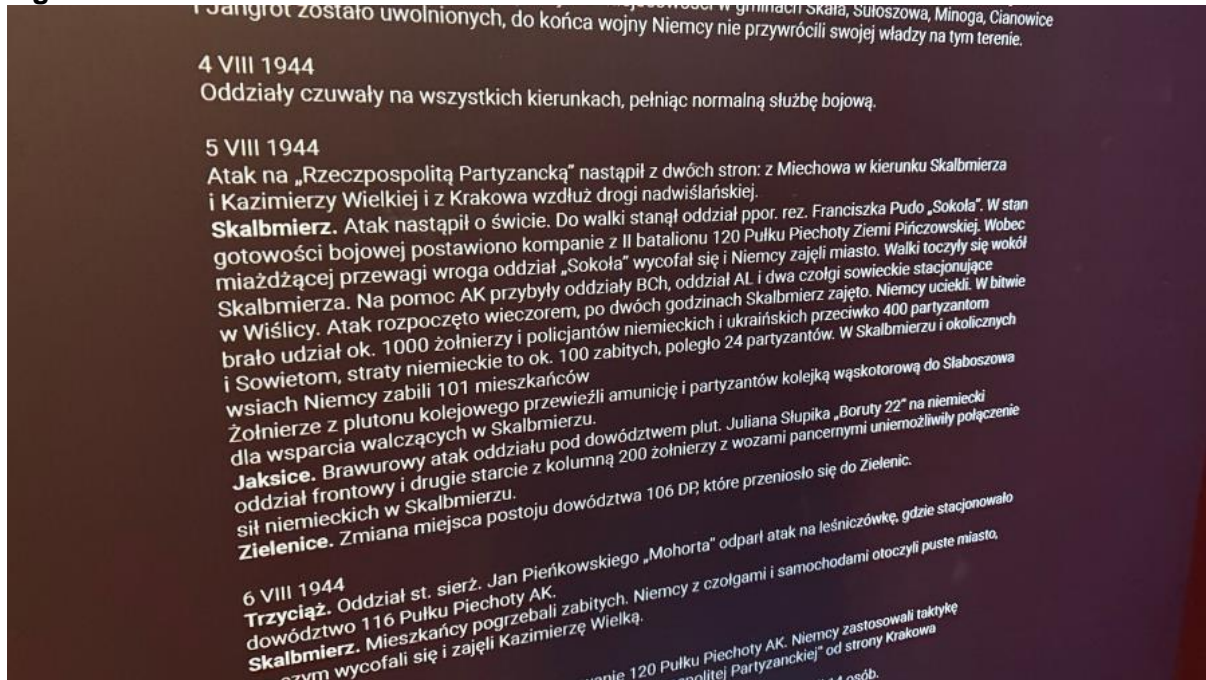 gminach Skała, Sułoszowa, Minoga, Cianowice
i Jangrot zostało uwolnionych, do końca wojny Niemcy nie przywrócili swojej władzy na tym terenie.
4 VIII 1944
Oddziały czuwały na wszystkich kierunkach, pełniąc normalną służbę bojową.
5 VIII 1944
Atak na „Rzeczpospolitą Partyzancką” nastąpił z dwóch stron: z Miechowa w kierunku Skalbmierza
i Kazimierzy Wielkiej i z Krakowa wzdłuż drogi nadwiślańskiej.
Skalbmierz. Atak nastąpił o świcie. Do walki stanął oddział ppor. rez. Franciszka Pudo „Sokoła”. W stan
gotowości bojowej postawiono kompanie z II batalionu 120 Pułku Piechoty Ziemi Pińczowskiej. Wobec
miażdżącej przewagi wroga oddział „Sokoła” wycofał się i Niemcy zajęli miasto. Walki toczyły się wokół
Skalbmierza. Na pomoc AK przybyły oddziały BCh, oddział AL i dwa czołgi sowieckie stacjonujące
w Wiślicy. Atak rozpoczęto wieczorem, po dwóch godzinach Skalbmierz zajęto. Niemcy uciekli. W bitwie
brało udział ok. 1000 żołnierzy i policjantów niemieckich i ukraińskich przeciwko 400 partyzantom
i Sowietom, straty niemieckie to ok. 100 zabitych, poległo 24 partyzantów. W Skalbmierzu i okolicznych
wsiach Niemcy zabili 101 mieszkańców
Żołnierze z plutonu kolejowego przewieźli amunicję i partyzantów kolejką wąskotorową do Słaboszowa
dla wsparcia walczących w Skalbmierzu.
Jaksice. Brawurowy atak oddziału pod dowództwem plut. Juliana Słupika „Boruty 22” na niemiecki
oddział frontowy i drugie starcie z kolumną 200 żołnierzy z wozami pancernymi uniemożliwiły połączenie
sił niemieckich w Skalbmierzu.
Zielenice. Zmiana miejsca postoju dowództwa 106 DP, które przeniosło się do Zielenic.
6 VIII 1944
Trzyciąż. Oddział st. sierż. Jan Pieńkowskiego „Mohorta” odparł atak na leśniczówkę, gdzie stacjonowało
dowództwo 116 Pułku Piechoty AK.
Skalbmierz. Mieszkańcy pogrzebali zabitych. Niemcy z czołgami i samochodami otoczyli puste miasto,
wycofali się i zajęli Kazimierzę Wielką.
120 Pułku Piechoty AK. Niemcy zastosowali taktykę
Partyzanckiej” od strony Krakowa
osób.